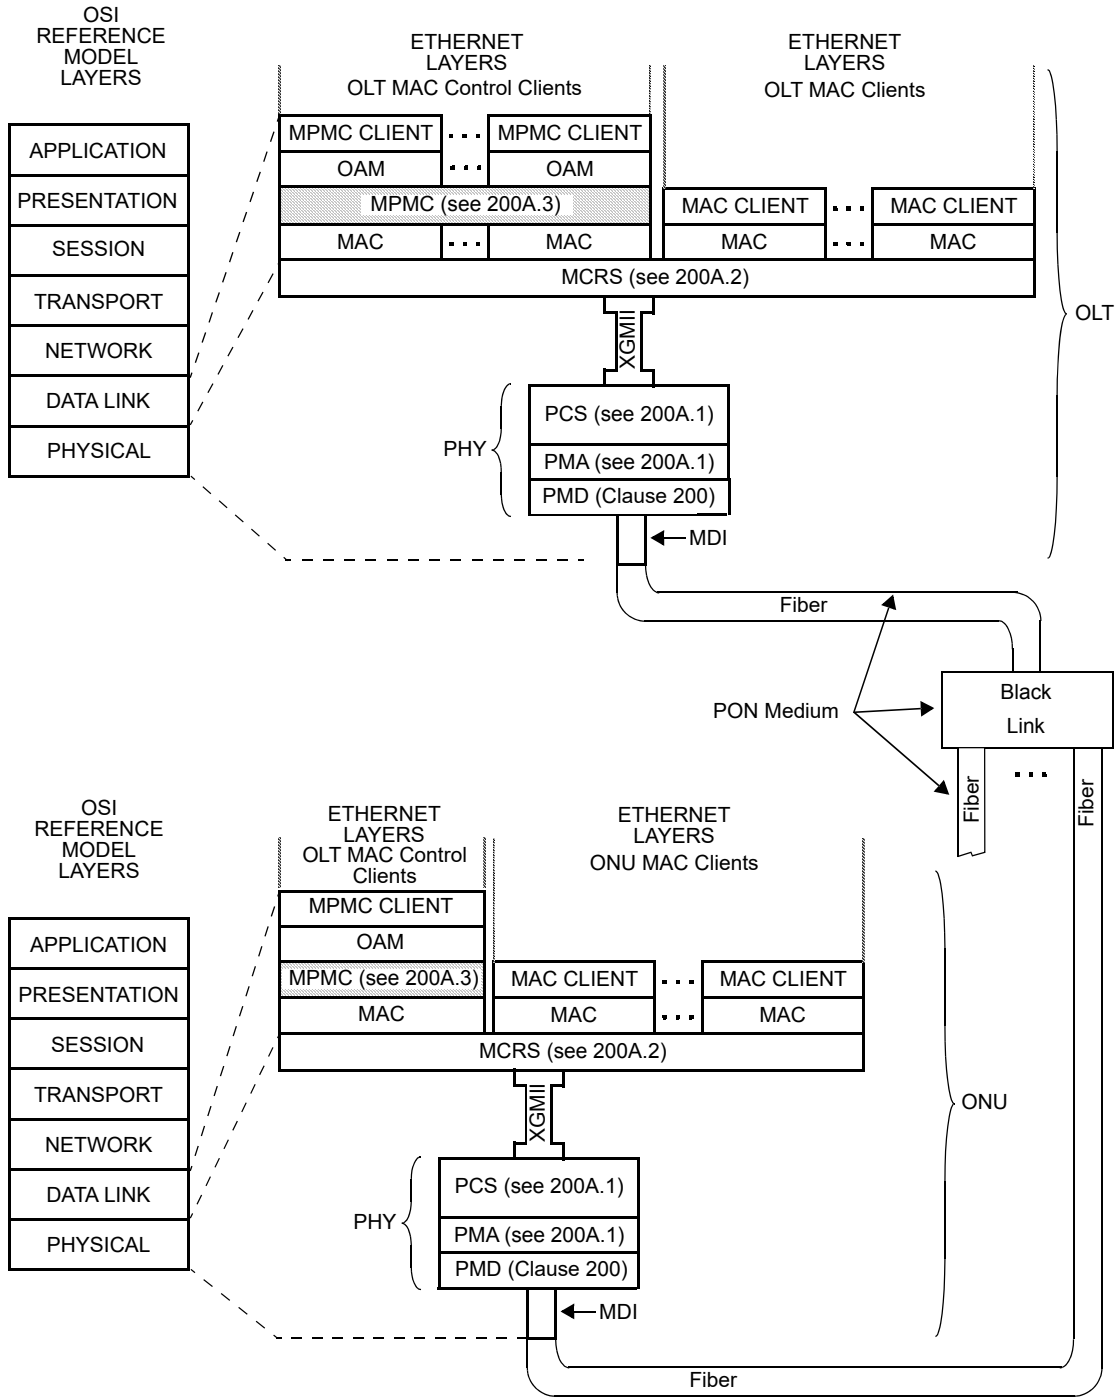 OSI
REFERENCE
MODEL
LAYERS
ETHERNET
LAYERS
OLT MAC Control Clients
ETHERNET
LAYERS
OLT MAC Clients
APPLICATION
PRESENTATION
SESSION
TRANSPORT
NETWORK
DATA LINK
PHYSICAL
MPMC CLIENT ... MPMC CLIENT
OAM ... OAM
MPMC (see 200A.3)
MAC ... MAC
MAC CLIENT ... MAC CLIENT
MAC ... MAC
MCRS (see 200A.2)
OLT
XGMII
PHY
PCS (see 200A.1)
PMA (see 200A.1)
PMD (Clause 200)
MDI
Fiber
PON Medium
Black
Link
...
Fiber
Fiber
OSI
REFERENCE
MODEL
LAYERS
ETHERNET
LAYERS
OLT MAC Control
Clients
ETHERNET
LAYERS
ONU MAC Clients
APPLICATION
PRESENTATION
SESSION
TRANSPORT
NETWORK
DATA LINK
PHYSICAL
MPMC CLIENT
OAM
MPMC (see 200A.3)
MAC
MAC CLIENT ... MAC CLIENT
MAC ... MAC
MCRS (see 200A.2)
ONU
XGMII
PHY
PCS (see 200A.1)
PMA (see 200A.1)
PMD (Clause 200)
MDI
Fiber